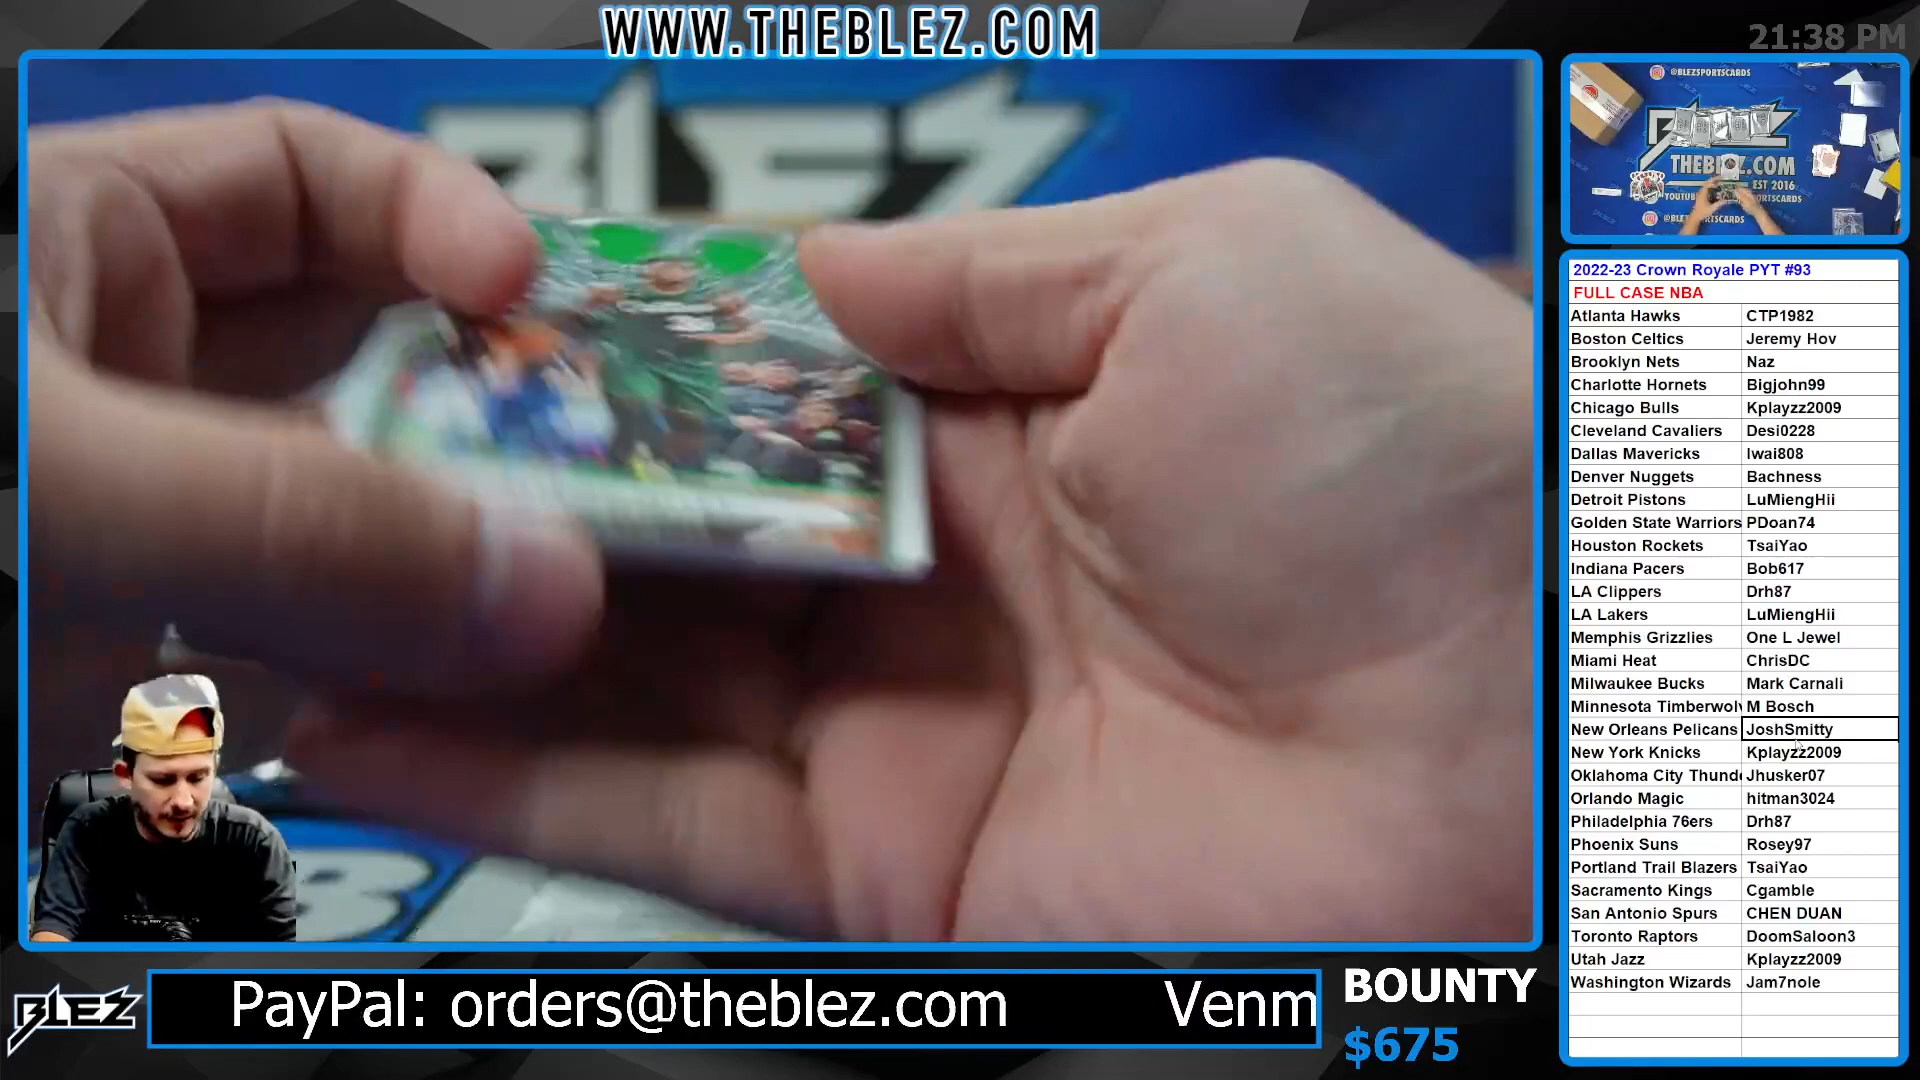 WWW.THEBLEZ.COM
21:38 PM
BLEZ
@BLEZSPORTSCARDS
THEBLEZ.COM
EST 2016
2022-23 Crown Royale PYT #93
FULL CASE NBA
Atlanta Hawks CTP1982
Boston Celtics Jeremy Hov
Brooklyn Nets Naz
Charlotte Hornets Bigjohn99
Chicago Bulls Kplayzz2009
Cleveland Cavaliers Desi0228
Dallas Mavericks Iwai808
Denver Nuggets Bachness
Detroit Pistons LuMiengHii
Golden State Warriors PDoan74
Houston Rockets TsaiYao
Indiana Pacers Bob617
LA Clippers Drh87
LA Lakers LuMiengHii
Memphis Grizzlies One L Jewel
Miami Heat ChrisDC
Milwaukee Bucks Mark Carnali
Minnesota Timberwolv M Bosch
New Orleans Pelicans JoshSmitty
New York Knicks Kplayzz2009
Oklahoma City Thunde Jhusker07
Orlando Magic hitman3024
Philadelphia 76ers Drh87
Phoenix Suns Rosey97
Portland Trail Blazers TsaiYao
Sacramento Kings Cgamble
San Antonio Spurs CHEN DUAN
Toronto Raptors DoomSaloon3
Utah Jazz Kplayzz2009
Washington Wizards Jam7nole
BLEZ
PayPal: orders@theblez.com Venm
BOUNTY
$675